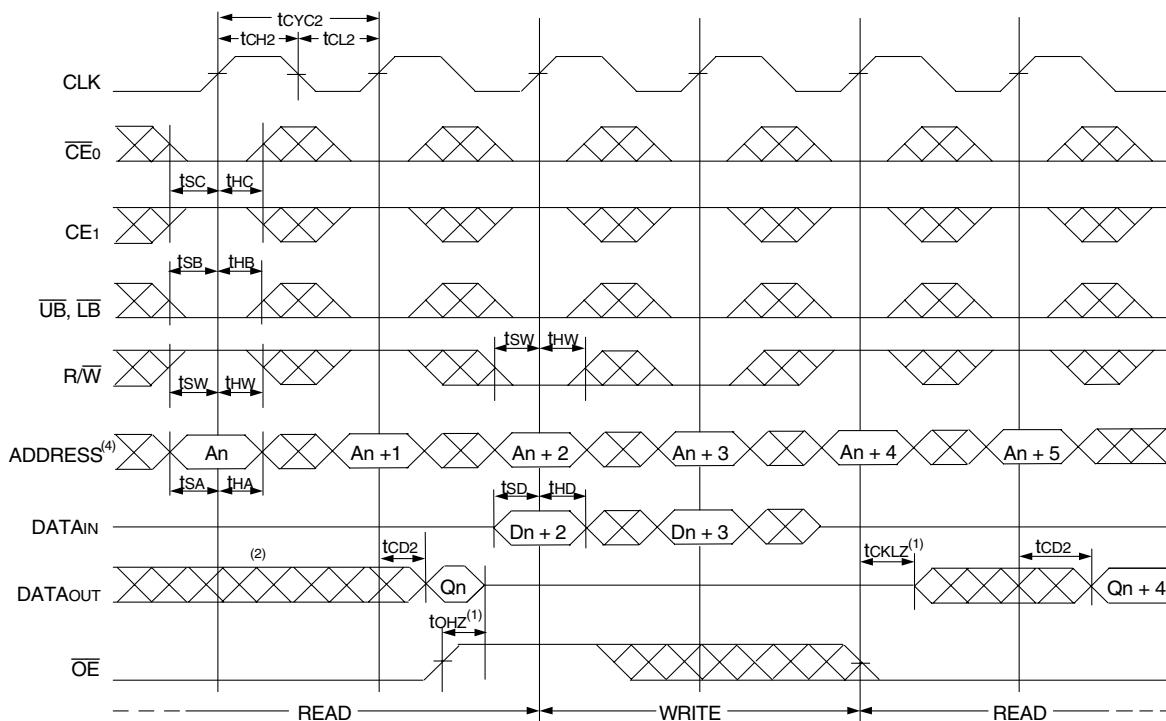 tCYC2
tCH2 tCL2
CLK
CE0
tSC tHC
CE1
tSB tHB
UB, LB
tSW tHW
R/W
tSW tHW
ADDRESS(4) An An +1 An + 2 An + 3 An + 4 An + 5
tSA tHA tSD tHD
DATAIN Dn + 2 Dn + 3
tCD2 tCKLZ(1) tCD2
(2)
DATAOUT Qn Qn + 4
tOHZ(1)
OE
READ WRITE READ